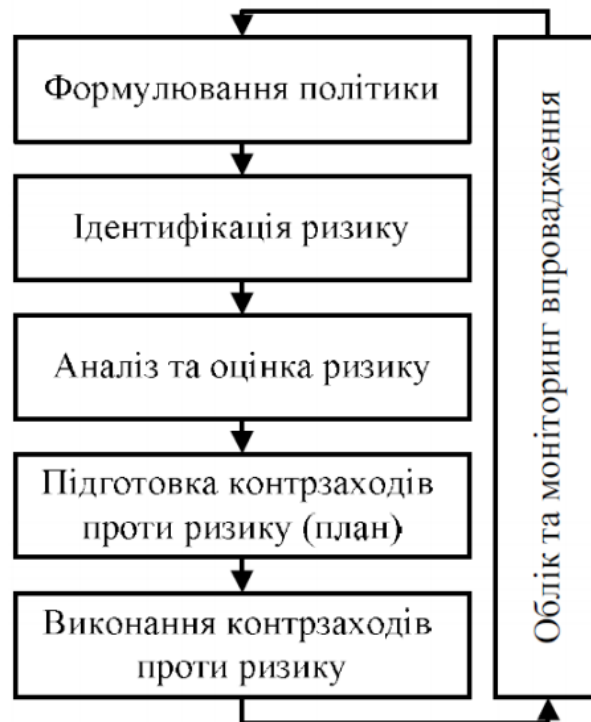 Формулювання політики
Ідентифікація ризику
Аналіз та оцінка ризику
Підготовка контрзаходів
проти ризику (план)
Виконання контрзаходів
проти ризику
Облік та моніторинг впровадження